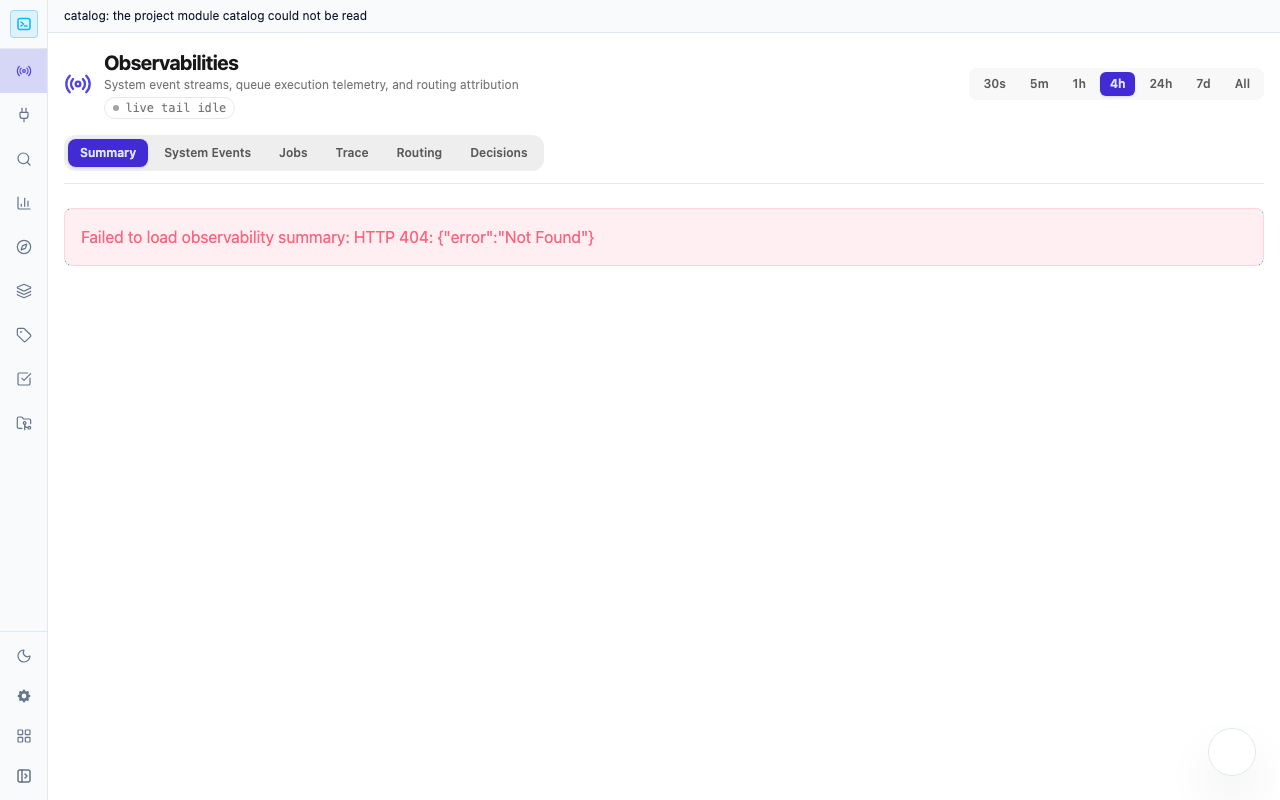 catalog: the project module catalog could not be read
Observabilities
System event streams, queue execution telemetry, and routing attribution
live tail idle
30s 5m 1h 4h 24h 7d All
Summary System Events Jobs Trace Routing Decisions
Failed to load observability summary: HTTP 404: {"error":"Not Found"}